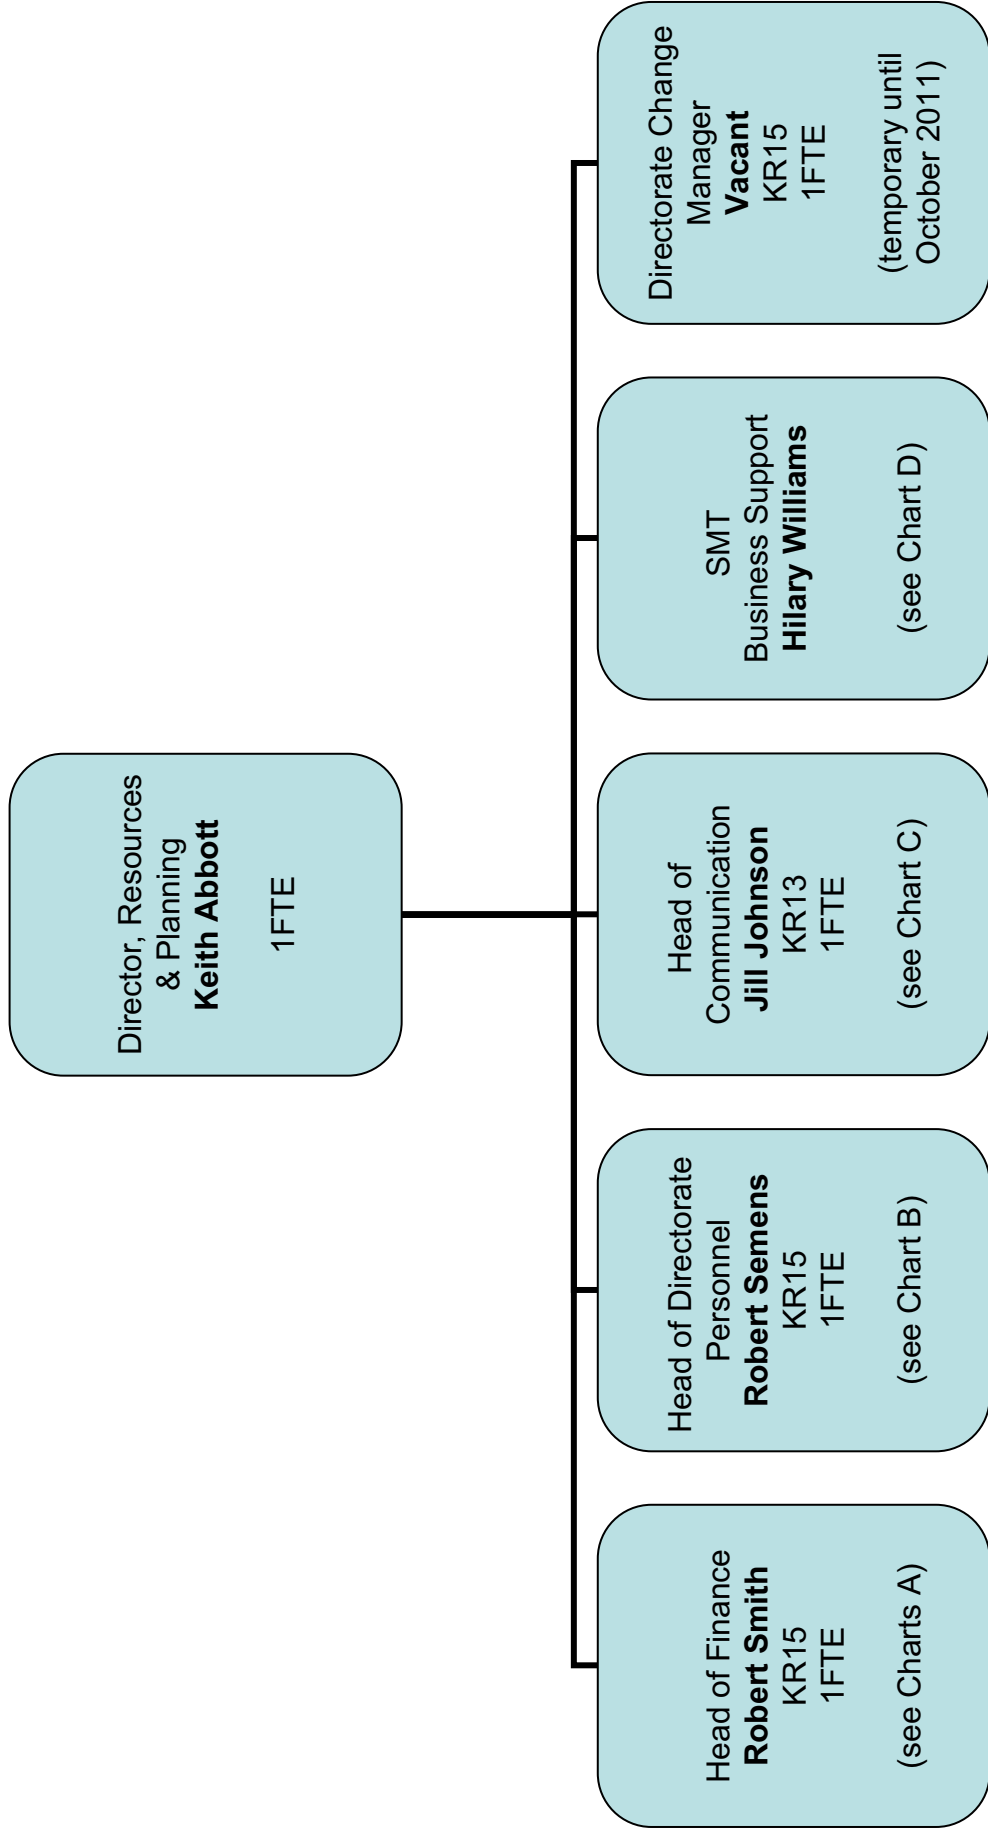 Director, Resources
& Planning
Keith Abbott
1FTE
Head of Finance
Robert Smith
KR15
1FTE
(see Charts A)
Head of Directorate
Personnel
Robert Semens
KR15
1FTE
(see Chart B)
Head of
Communication
Jill Johnson
KR13
1FTE
(see Chart C)
SMT
Business Support
Hilary Williams
(see Chart D)
Directorate Change
Manager
Vacant
KR15
1FTE
(temporary until
October 2011)